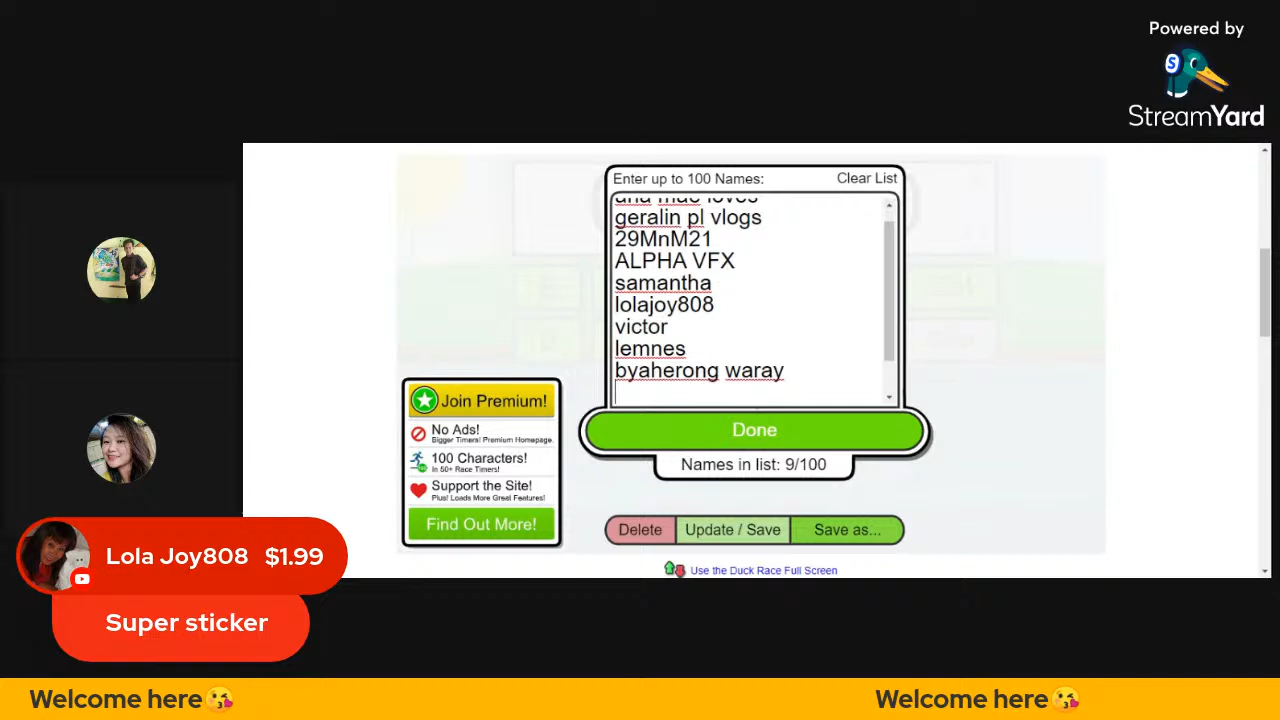 Powered by
StreamYard
Enter up to 100 Names:
Clear List
ana mae loves
geralin pl vlogs
29MnM21
ALPHA VFX
samantha
lolajoy808
victor
lemnes
byaherong waray
Done
Names in list: 9/100
Join Premium!
No Ads!
Bigger Timers! Premium Homepage.
100 Characters!
In 50+ Race Timers!
Support the Site!
Plus! Loads More Great Features!
Find Out More!
Delete
Update / Save
Save as...
Use the Duck Race Full Screen
Lola Joy808 $1.99
Super sticker
Welcome here😘
Welcome here😘